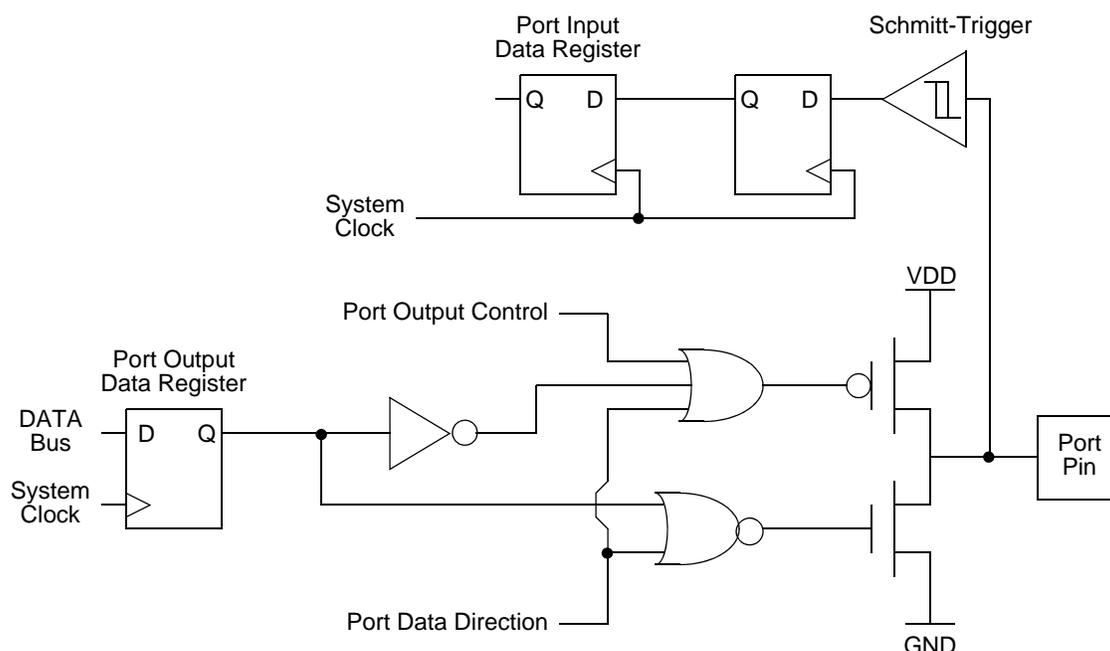 Port Input
Data Register
Schmitt-Trigger
Q D
Q D
System
Clock
VDD
Port Output Control
Port Output
Data Register
DATA
Bus
D Q
System
Clock
Port
Pin
Port Data Direction
GND